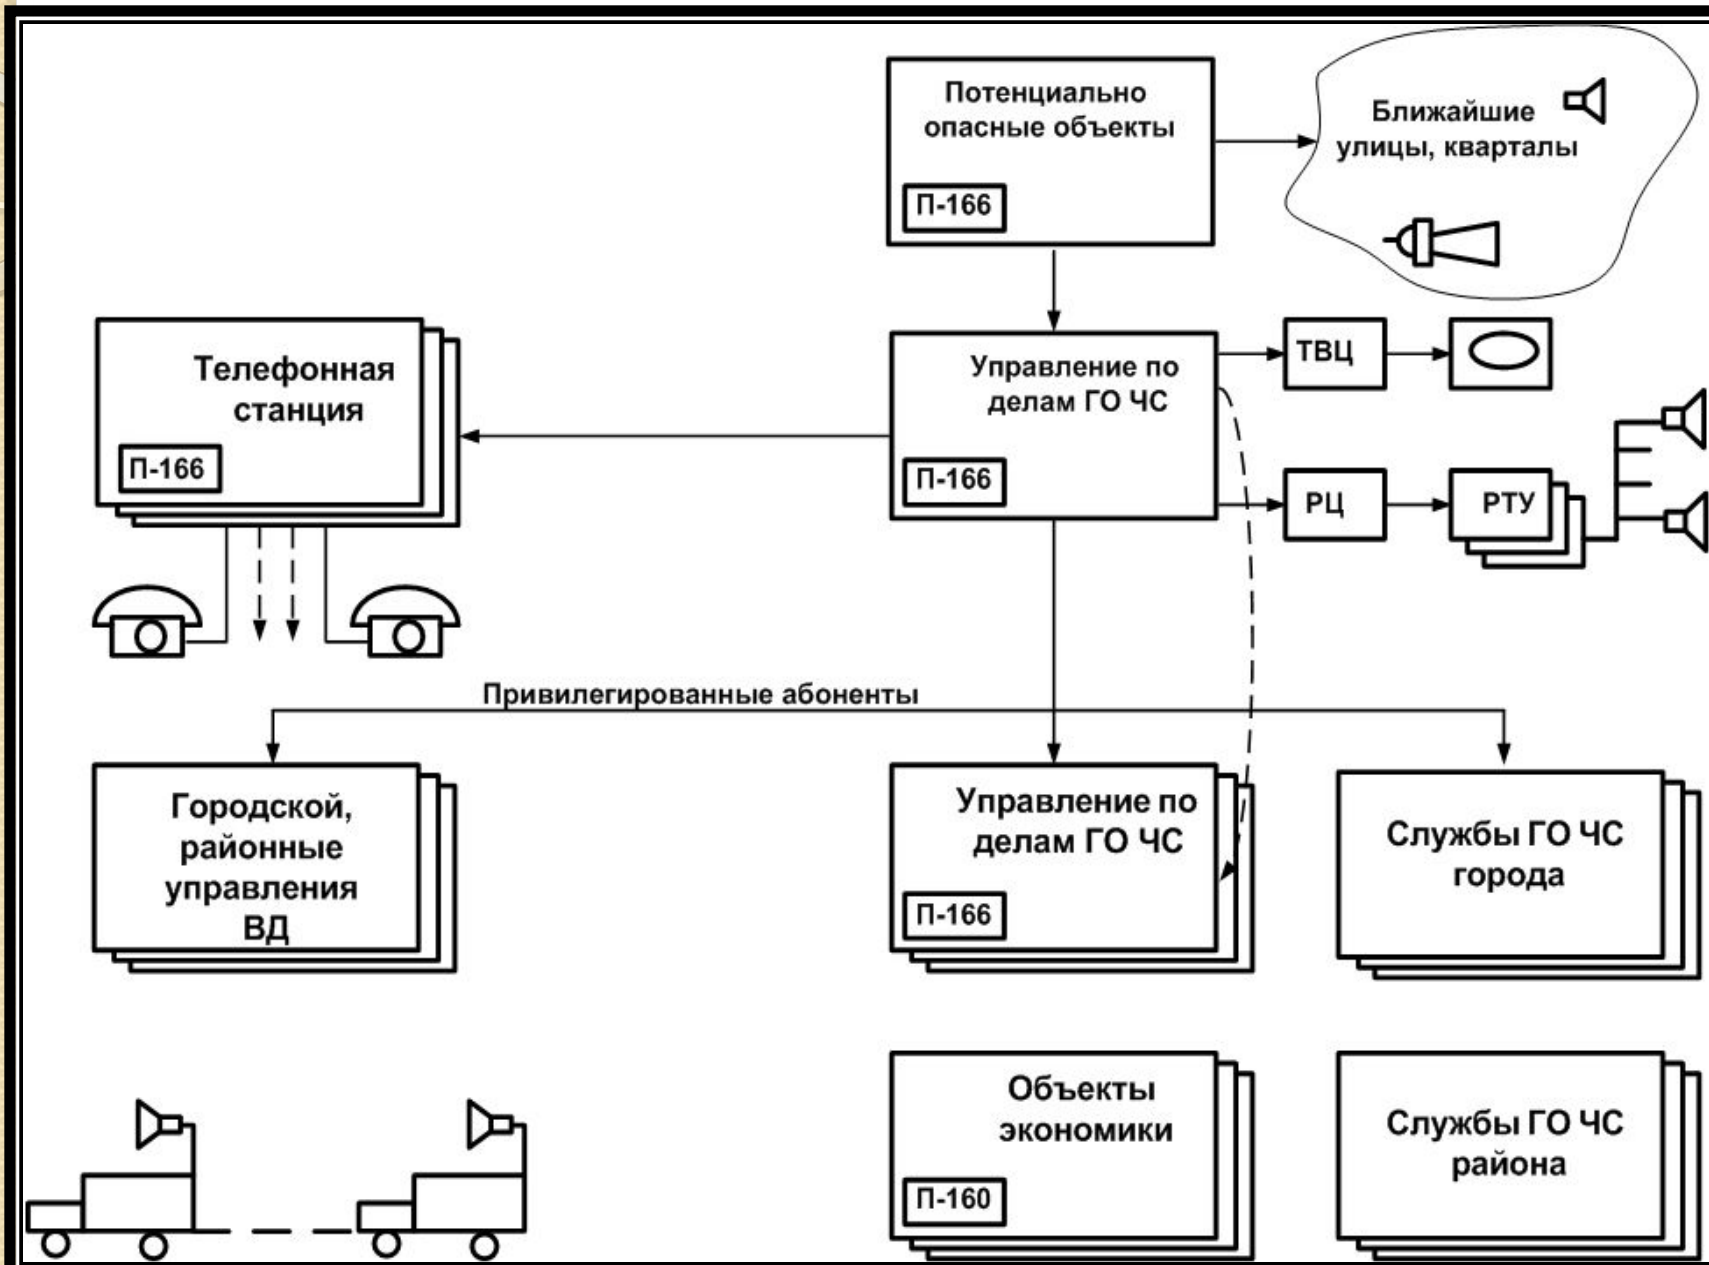 Потенциально
опасные объекты
П-166
Ближайшие
улицы, кварталы
Телефонная
станция
П-166
Управление по
делам ГО ЧС
П-166
ТВЦ
РЦ
РТУ
Привилегированные абоненты
Городской,
районные
управления
ВД
Управление по
делам ГО ЧС
П-166
Службы ГО ЧС
города
Объекты
экономики
П-160
Службы ГО ЧС
района